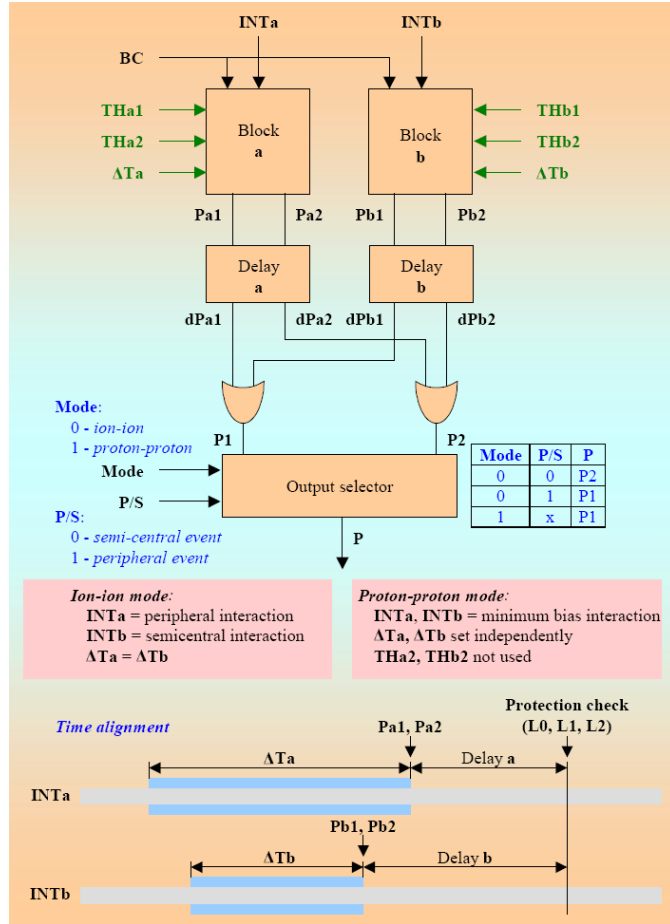 INTa INTb
BC
THa1 THb1
THa2 THb2
ΔTa ΔTb
Block
a
Block
b
Pa1 Pa2 Pb1 Pb2
Delay
a
Delay
b
dPa1 dPa2 dPb1 dPb2
Mode:
0 - ion-ion
1 - proton-proton
P1 P2
Mode
P/S
Output selector
Mode P/S P
0 0 P2
0 1 P1
1 x P1
P/S:
0 - semi-central event
1 - peripheral event
P
Ion-ion mode:
INTa = peripheral interaction
INTb = semicentral interaction
ΔTa = ΔTb
Proton-proton mode:
INTa, INTb = minimum bias interaction
ΔTa, ΔTb set independently
THa2, THb2 not used
Time alignment
Pa1, Pa2
Protection check
(L0, L1, L2)
ΔTa Delay a
INTa
Pb1, Pb2
ΔTb Delay b
INTb